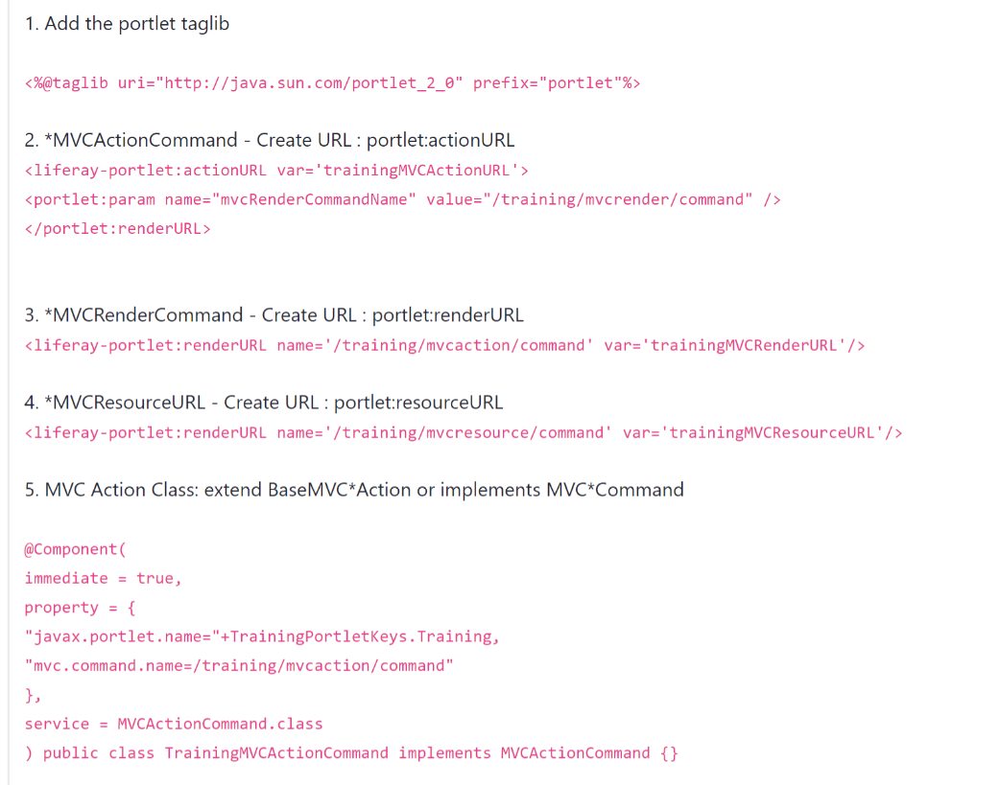 1. Add the portlet taglib
<%@taglib uri="http://java.sun.com/portlet_2_0" prefix="portlet"%>
2. *MVCActionCommand - Create URL : portlet:actionURL
<liferay-portlet:actionURL var='trainingMVCActionURL'>
<portlet:param name="mvcRenderCommandName" value="/training/mvcrender/command" />
</portlet:renderURL>
3. *MVCRenderCommand - Create URL : portlet:renderURL
<liferay-portlet:renderURL name='/training/mvcaction/command' var='trainingMVCRenderURL'/>
4. *MVCResourceURL - Create URL : portlet:resourceURL
<liferay-portlet:renderURL name='/training/mvcresource/command' var='trainingMVCResourceURL'/>
5. MVC Action Class: extend BaseMVC*Action or implements MVC*Command
@Component(
immediate = true,
property = {
"javax.portlet.name="+TrainingPortletKeys.Training,
"mvc.command.name=/training/mvcaction/command"
},
service = MVCActionCommand.class
) public class TrainingMVCActionCommand implements MVCActionCommand {}